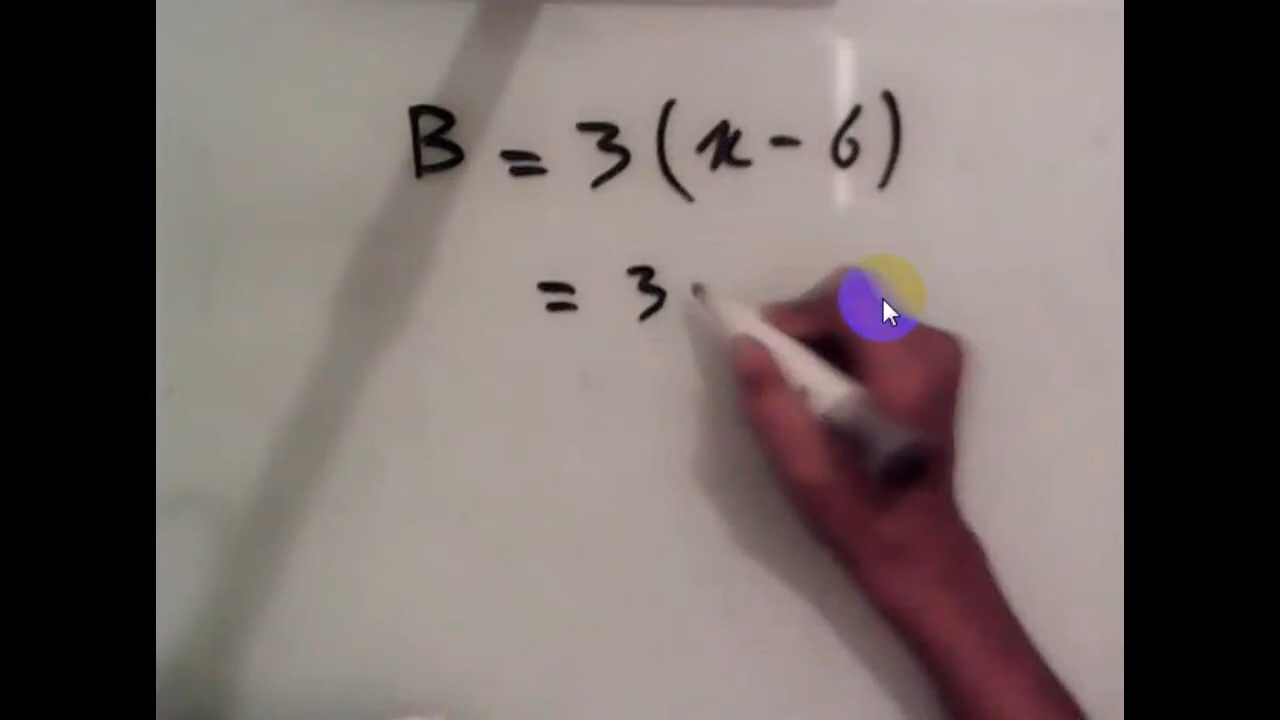 B = 3(x - 6)
= 3